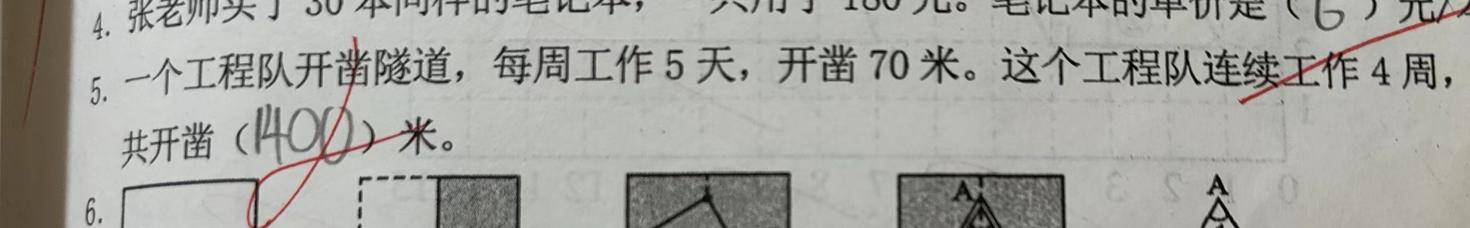 4. 张老师买了30本同样的笔记本，一共用了180元。笔记本的单价是（6）元/
5. 一个工程队开凿隧道，每周工作5天，开凿70米。这个工程队连续工作4周，
共开凿（1400）米。
6.
A
A